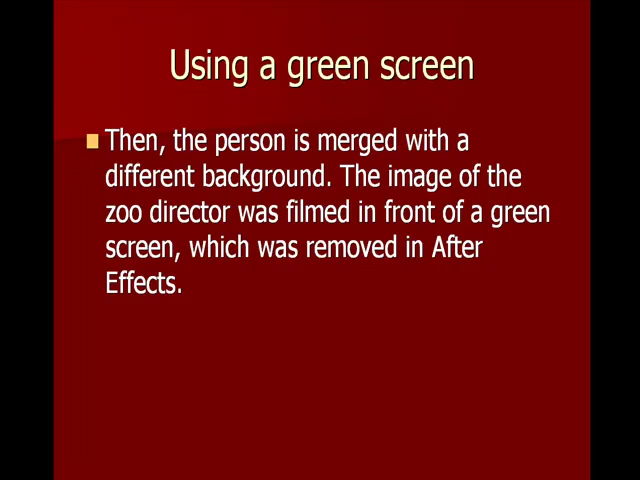 Using a green screen
Then, the person is merged with a
different background. The image of the
zoo director was filmed in front of a green
screen, which was removed in After
Effects.